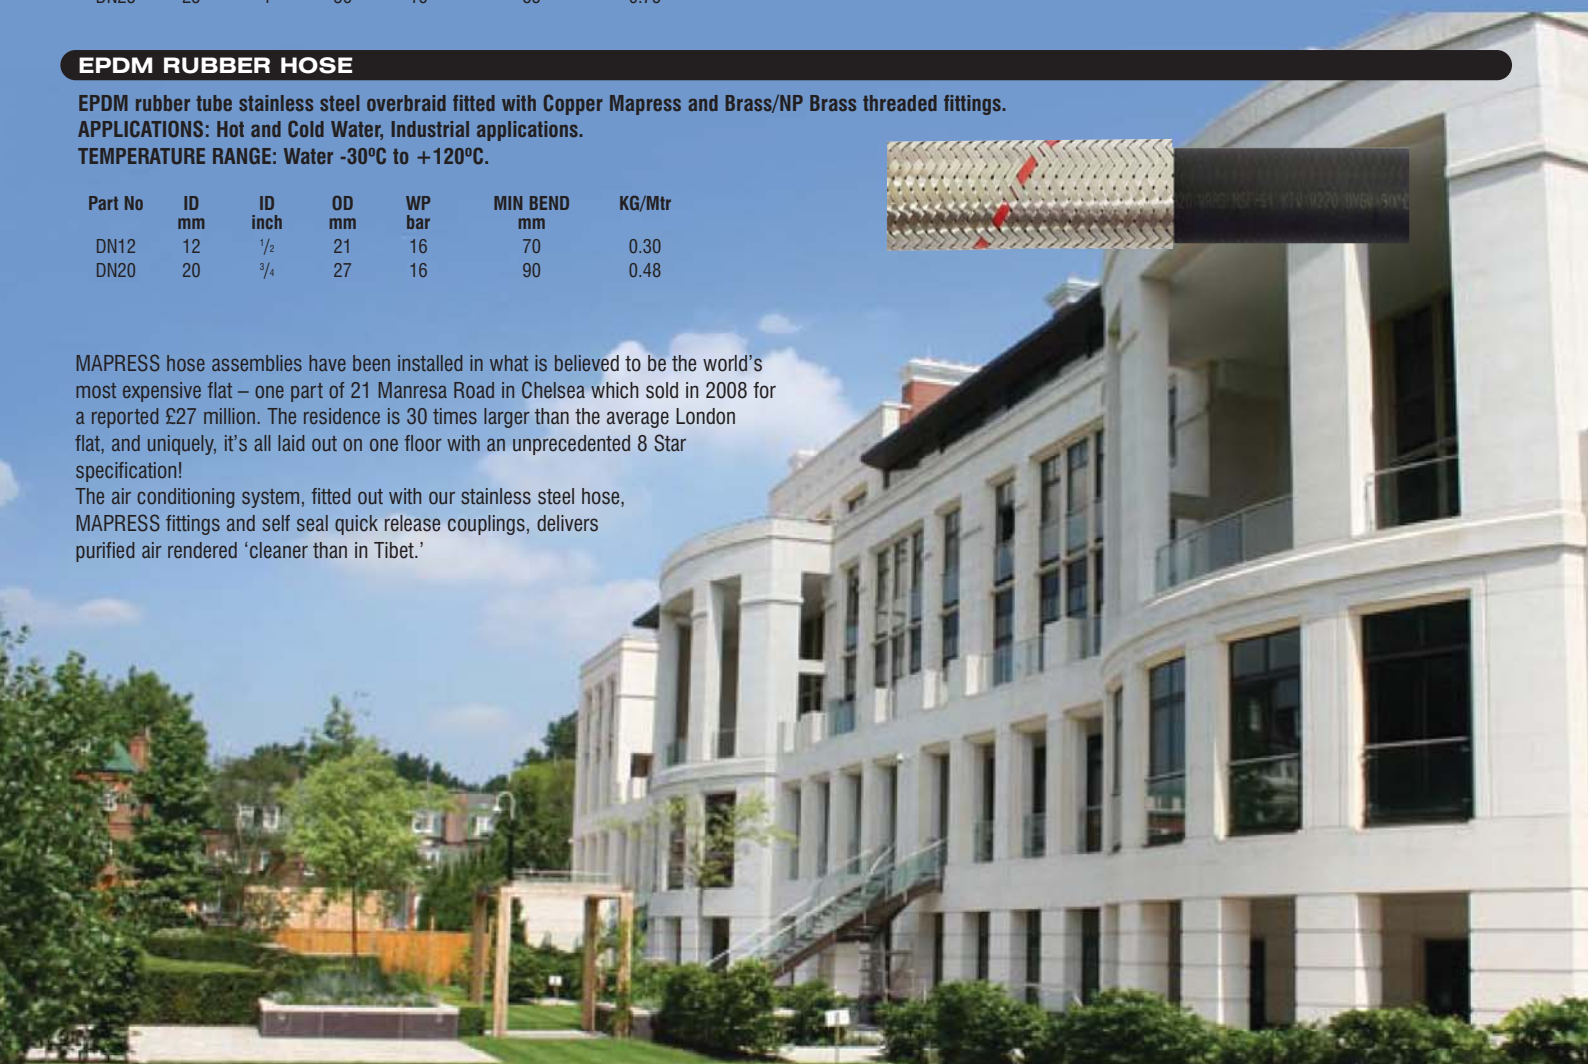 EPDM RUBBER HOSE
EPDM rubber tube stainless steel overbraid fitted with Copper Mapress and Brass/NP Brass threaded fittings.
APPLICATIONS: Hot and Cold Water, Industrial applications.
TEMPERATURE RANGE: Water -30ºC to +120ºC.
Part No ID ID OD WP MIN BEND KG/Mtr
mm inch mm bar mm
DN12 12 1/2 21 16 70 0.30
DN20 20 3/4 27 16 90 0.48
MAPRESS hose assemblies have been installed in what is believed to be the world’s
most expensive flat – one part of 21 Manresa Road in Chelsea which sold in 2008 for
a reported £27 million. The residence is 30 times larger than the average London
flat, and uniquely, it’s all laid out on one floor with an unprecedented 8 Star
specification!
The air conditioning system, fitted out with our stainless steel hose,
MAPRESS fittings and self seal quick release couplings, delivers
purified air rendered ‘cleaner than in Tibet.’